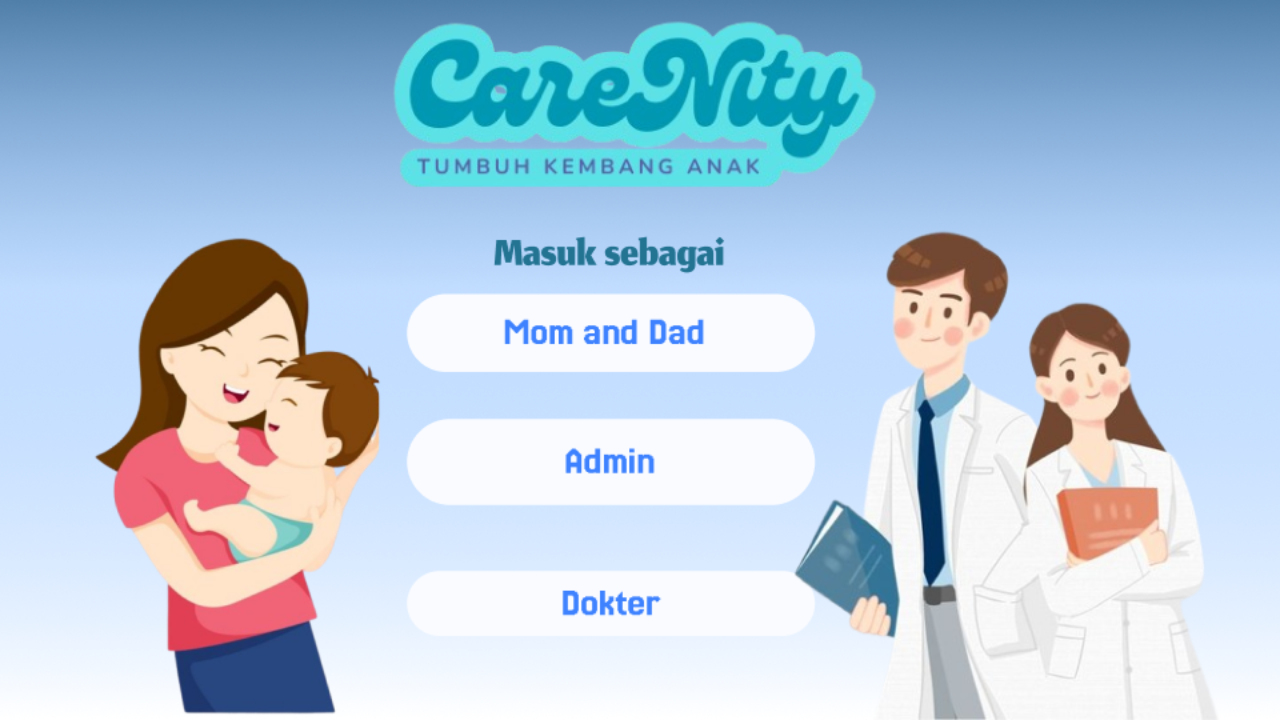 CareNity
TUMBUH KEMBANG ANAK
Masuk sebagai
Mom and Dad
Admin
Dokter